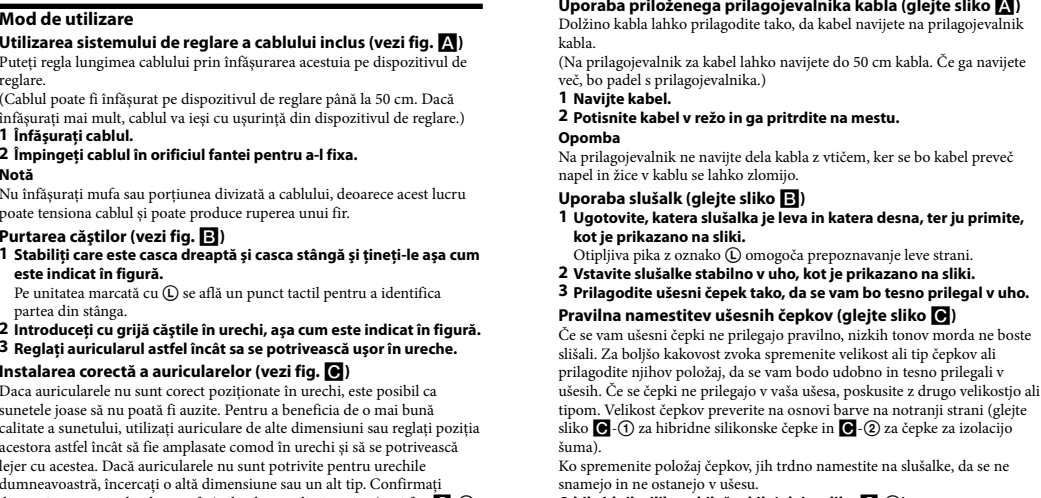 Mod de utilizare
Utilizarea sistemului de reglare a cablului inclus (vezi fig. A)
Puteți regla lungimea cablului prin înfășurarea acestuia pe dispozitivul de
reglare.
(Cablul poate fi înfășurat pe dispozitivul de reglare până la 50 cm. Dacă
înfășurați mai mult, cablul va ieși cu ușurință din dispozitivul de reglare.)
1 Înfășurați cablul.
2 Împingeți cablul în orificiul fantei pentru a-l fixa.
Notă
Nu înfășurați mufa sau porțiunea divizată a cablului, deoarece acest lucru
poate tensiona cablul și poate produce ruperea unui fir.
Purtarea căştilor (vezi fig. B)
1 Stabiliți care este casca dreaptă şi casca stângă şi țineți-le aşa cum
este indicat în figură.
Pe unitatea marcată cu Ⓛ se află un punct tactil pentru a identifica
partea din stânga.
2 Introduceți cu grijă căştile în urechi, aşa cum este indicat în figură.
3 Reglați auricularul astfel încât sa se potrivească uşor în ureche.
Instalarea corectă a auricularelor (vezi fig. C)
Daca auricularele nu sunt corect poziționate în urechi, este posibil ca
sunetele joase să nu poată fi auzite. Pentru a beneficia de o mai bună
calitate a sunetului, utilizați auriculare de alte dimensiuni sau reglați poziția
acestora astfel încât să fie amplasate comod în urechi și să se potrivească
lejer cu acestea. Dacă auricularele nu sunt potrivite pentru urechile
dumneavoastră, încercați o altă dimensiune sau un alt tip. Confirmați
Uporaba priloženega prilagojevalnika kabla (glejte sliko A)
Dolžino kabla lahko prilagodite tako, da kabel navijete na prilagojevalnik
kabla.
(Na prilagojevalnik za kabel lahko navijete do 50 cm kabla. Če ga navijete
več, bo padel s prilagojevalnika.)
1 Navijte kabel.
2 Potisnite kabel v režo in ga pritrdite na mestu.
Opomba
Na prilagojevalnik ne navijte dela kabla z vtičem, ker se bo kabel preveč
napel in žice v kablu se lahko zlomijo.
Uporaba slušalk (glejte sliko B)
1 Ugotovite, katera slušalka je leva in katera desna, ter ju primite,
kot je prikazano na sliki.
Otipljiva pika z oznako Ⓛ omogoča prepoznavanje leve strani.
2 Vstavite slušalke stabilno v uho, kot je prikazano na sliki.
3 Prilagodite ušesni čepek tako, da se vam bo tesno prilegal v uho.
Pravilna namestitev ušesnih čepkov (glejte sliko C)
Če se vam ušesni čepki ne prilegajo pravilno, nizkih tonov morda ne boste
slišali. Za boljšo kakovost zvoka spremenite velikost ali tip čepkov ali
prilagodite njihov položaj, da se vam bodo udobno in tesno prilegali v
ušesih. Če se čepki ne prilegajo v vaša ušesa, poskusite z drugo velikostjo ali
tipom. Velikost čepkov preverite na osnovi barve na notranji strani (glejte
sliko C-① za hibridne silikonske čepke in C-② za čepke za izolacijo
šuma).
Ko spremenite položaj čepkov, jih trdno namestite na slušalke, da se ne
snamejo in ne ostanejo v ušesu.